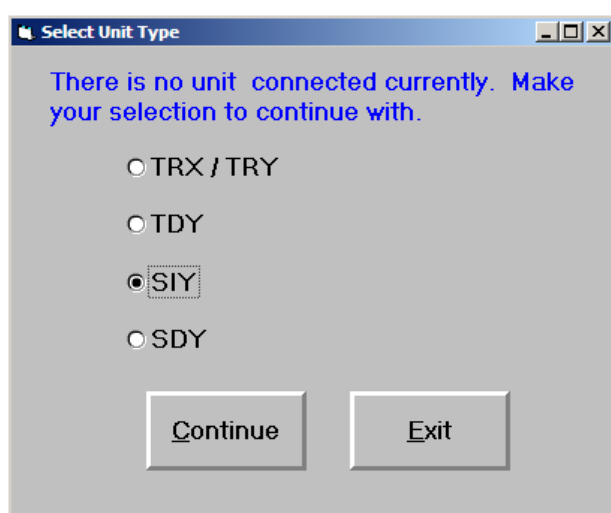 Select Unit Type
There is no unit connected currently. Make
your selection to continue with.
TRX / TRY
TDY
SIY
SDY
Continue Exit